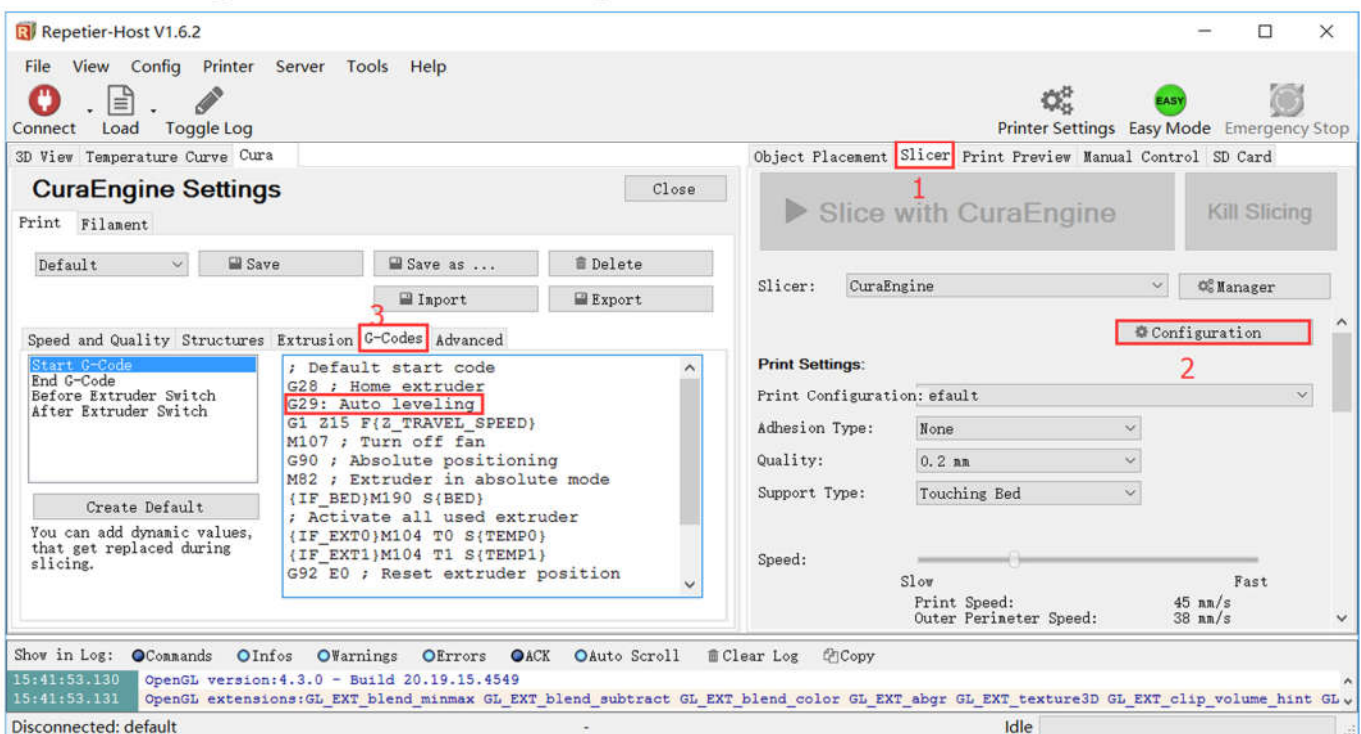 Repetier-Host V1.6.2
File View Config Printer Server Tools Help
Connect Load Toggle Log
Printer Settings Easy Mode Emergency Stop
EASY
3D View Temperature Curve Cura
Object Placement Slicer Print Preview Manual Control SD Card
1
CuraEngine Settings
Close
Print Filament
Default Save Save as ... Delete
Import Export
3
Speed and Quality Structures Extrusion G-Codes Advanced
Start G-Code
End G-Code
Before Extruder Switch
After Extruder Switch
Create Default
You can add dynamic values,
that get replaced during
slicing.
; Default start code
G28 ; Home extruder
G29: Auto leveling
G1 Z15 F{Z_TRAVEL_SPEED}
M107 ; Turn off fan
G90 ; Absolute positioning
M82 ; Extruder in absolute mode
{IF_BED}M190 S{BED}
; Activate all used extruder
{IF_EXT0}M104 T0 S{TEMP0}
{IF_EXT1}M104 T1 S{TEMP1}
G92 E0 ; Reset extruder position
Slice with CuraEngine
Kill Slicing
Slicer: CuraEngine Manager
Configuration
2
Print Settings:
Print Configuration: efault
Adhesion Type: None
Quality: 0.2 mm
Support Type: Touching Bed
Speed:
Slow Fast
Print Speed: 45 mm/s
Outer Perimeter Speed: 38 mm/s
Show in Log: Commands Infos Warnings Errors ACK Auto Scroll Clear Log Copy
15:41:53.130 OpenGL version:4.3.0 - Build 20.19.15.4549
15:41:53.131 OpenGL extensions:GL_EXT_blend_minmax GL_EXT_blend_subtract GL_EXT_blend_color GL_EXT_abgr GL_EXT_texture3D GL_EXT_clip_volume_hint GL
Disconnected: default - Idle